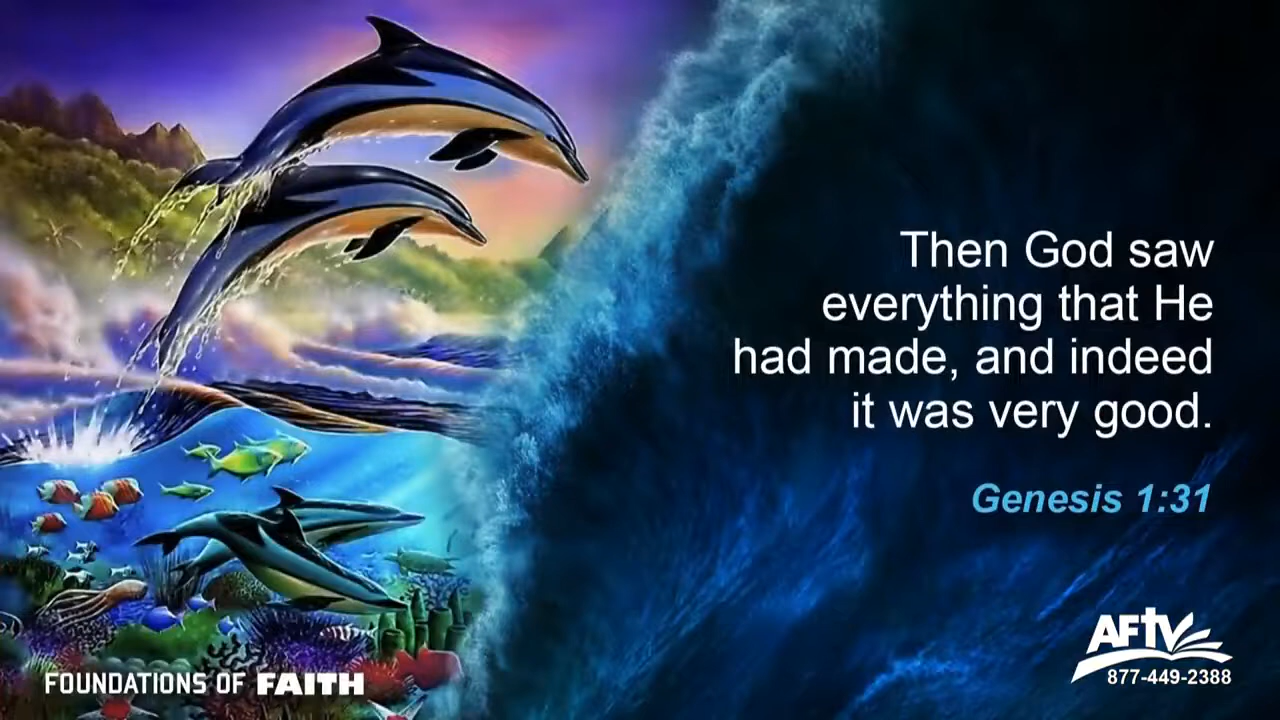 Then God saw
everything that He
had made, and indeed
it was very good.
Genesis 1:31
FOUNDATIONS OF FAITH
AFTV
877-449-2388